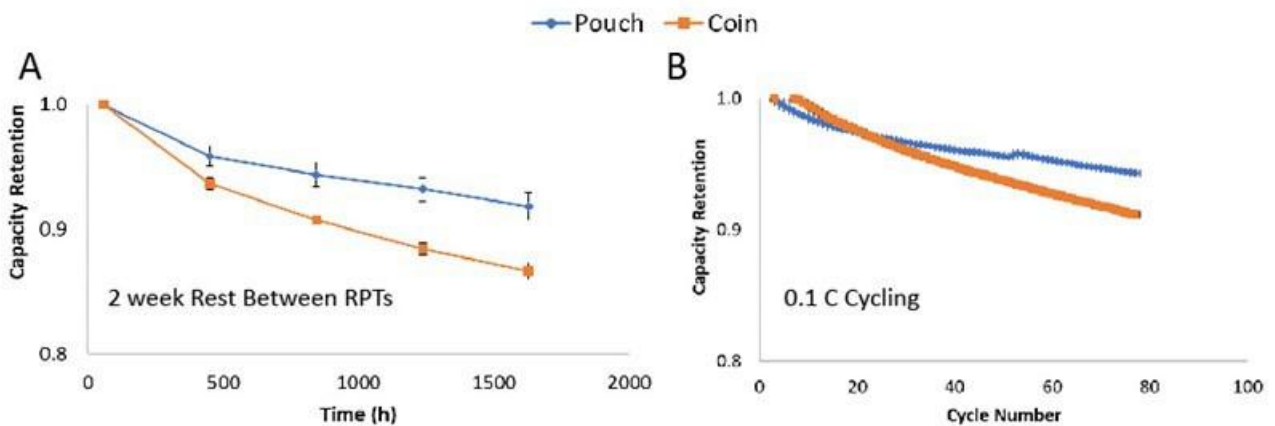 Pouch Coin
A
B
Capacity Retention
1.0
0.9
0.8
2 week Rest Between RPTs
0 500 1000 1500 2000
Time (h)
Capacity Retention
1.0
0.9
0.8
0.1 C Cycling
0 20 40 60 80 100
Cycle Number